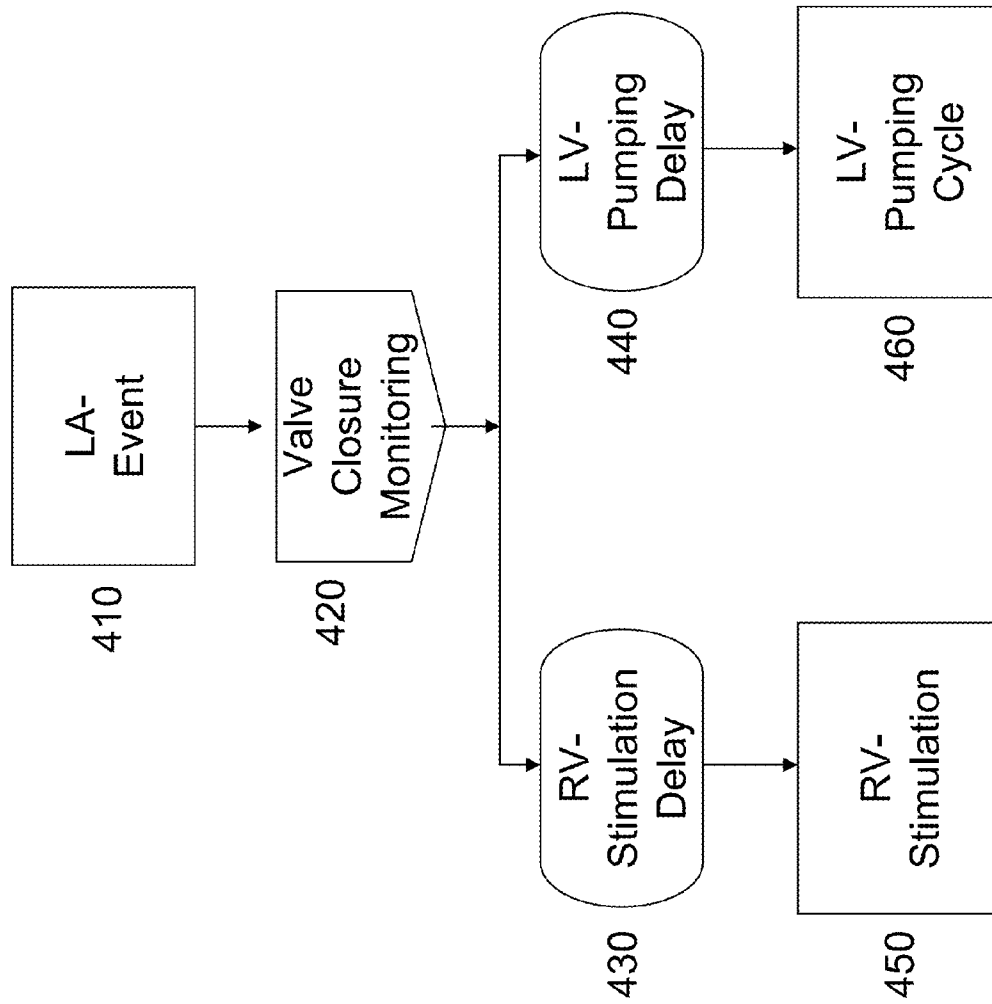 LA-
Event
410
Valve
Closure
Monitoring
420
RV-
Stimulation
Delay
430
LV-
Pumping
Delay
440
RV-
Stimulation
450
LV-
Pumping
Cycle
460